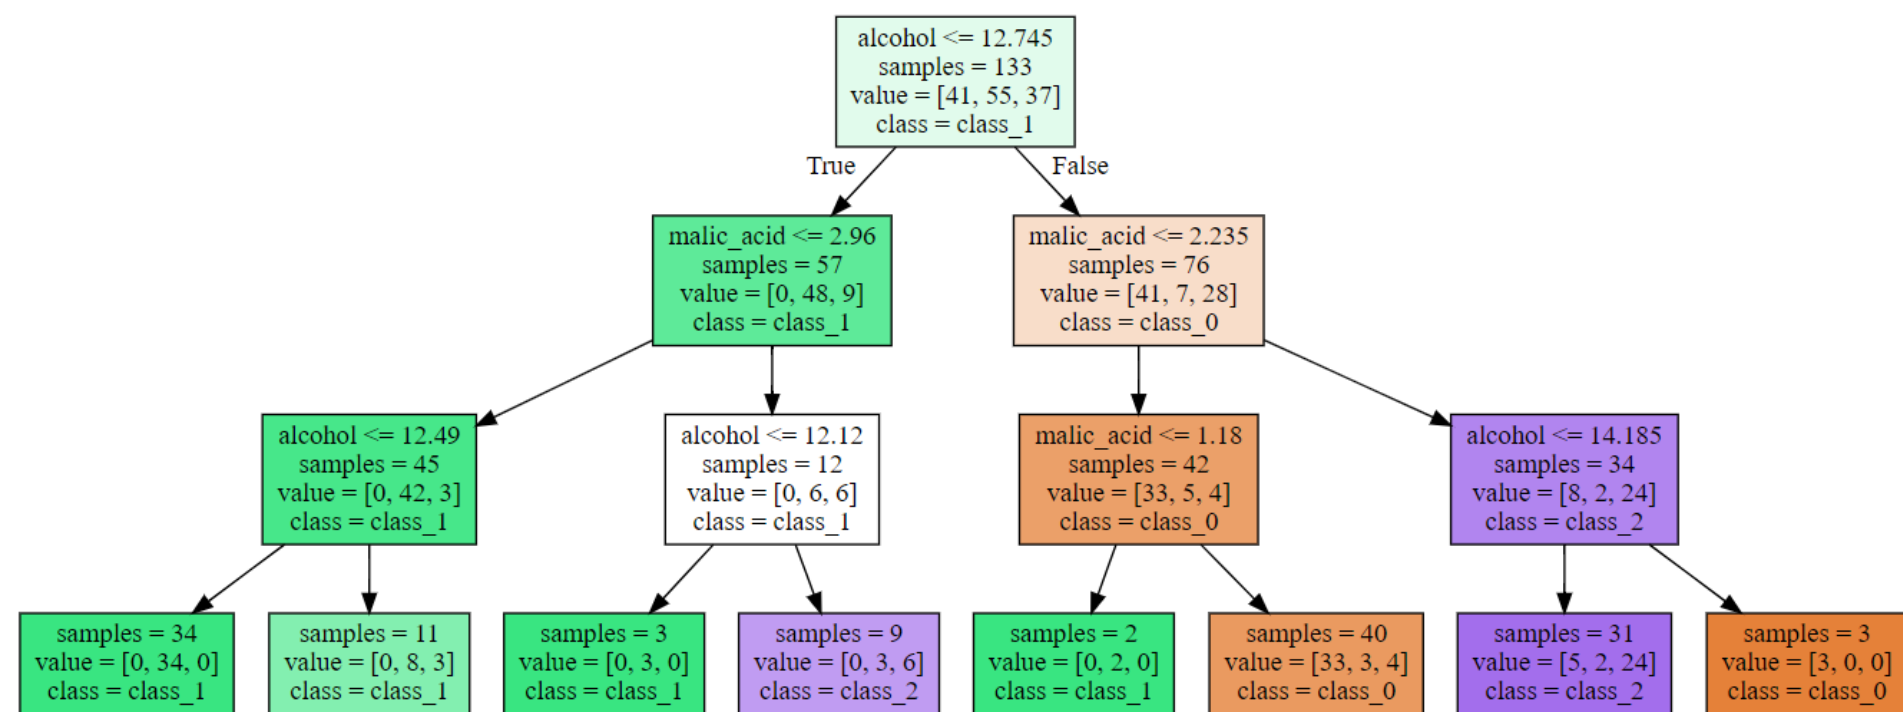 alcohol <= 12.745
samples = 133
value = [41, 55, 37]
class = class_1
True
False
malic_acid <= 2.96
samples = 57
value = [0, 48, 9]
class = class_1
malic_acid <= 2.235
samples = 76
value = [41, 7, 28]
class = class_0
alcohol <= 12.49
samples = 45
value = [0, 42, 3]
class = class_1
alcohol <= 12.12
samples = 12
value = [0, 6, 6]
class = class_1
malic_acid <= 1.18
samples = 42
value = [33, 5, 4]
class = class_0
alcohol <= 14.185
samples = 34
value = [8, 2, 24]
class = class_2
samples = 34
value = [0, 34, 0]
class = class_1
samples = 11
value = [0, 8, 3]
class = class_1
samples = 3
value = [0, 3, 0]
class = class_1
samples = 9
value = [0, 3, 6]
class = class_2
samples = 2
value = [0, 2, 0]
class = class_1
samples = 40
value = [33, 3, 4]
class = class_0
samples = 31
value = [5, 2, 24]
class = class_2
samples = 3
value = [3, 0, 0]
class = class_0